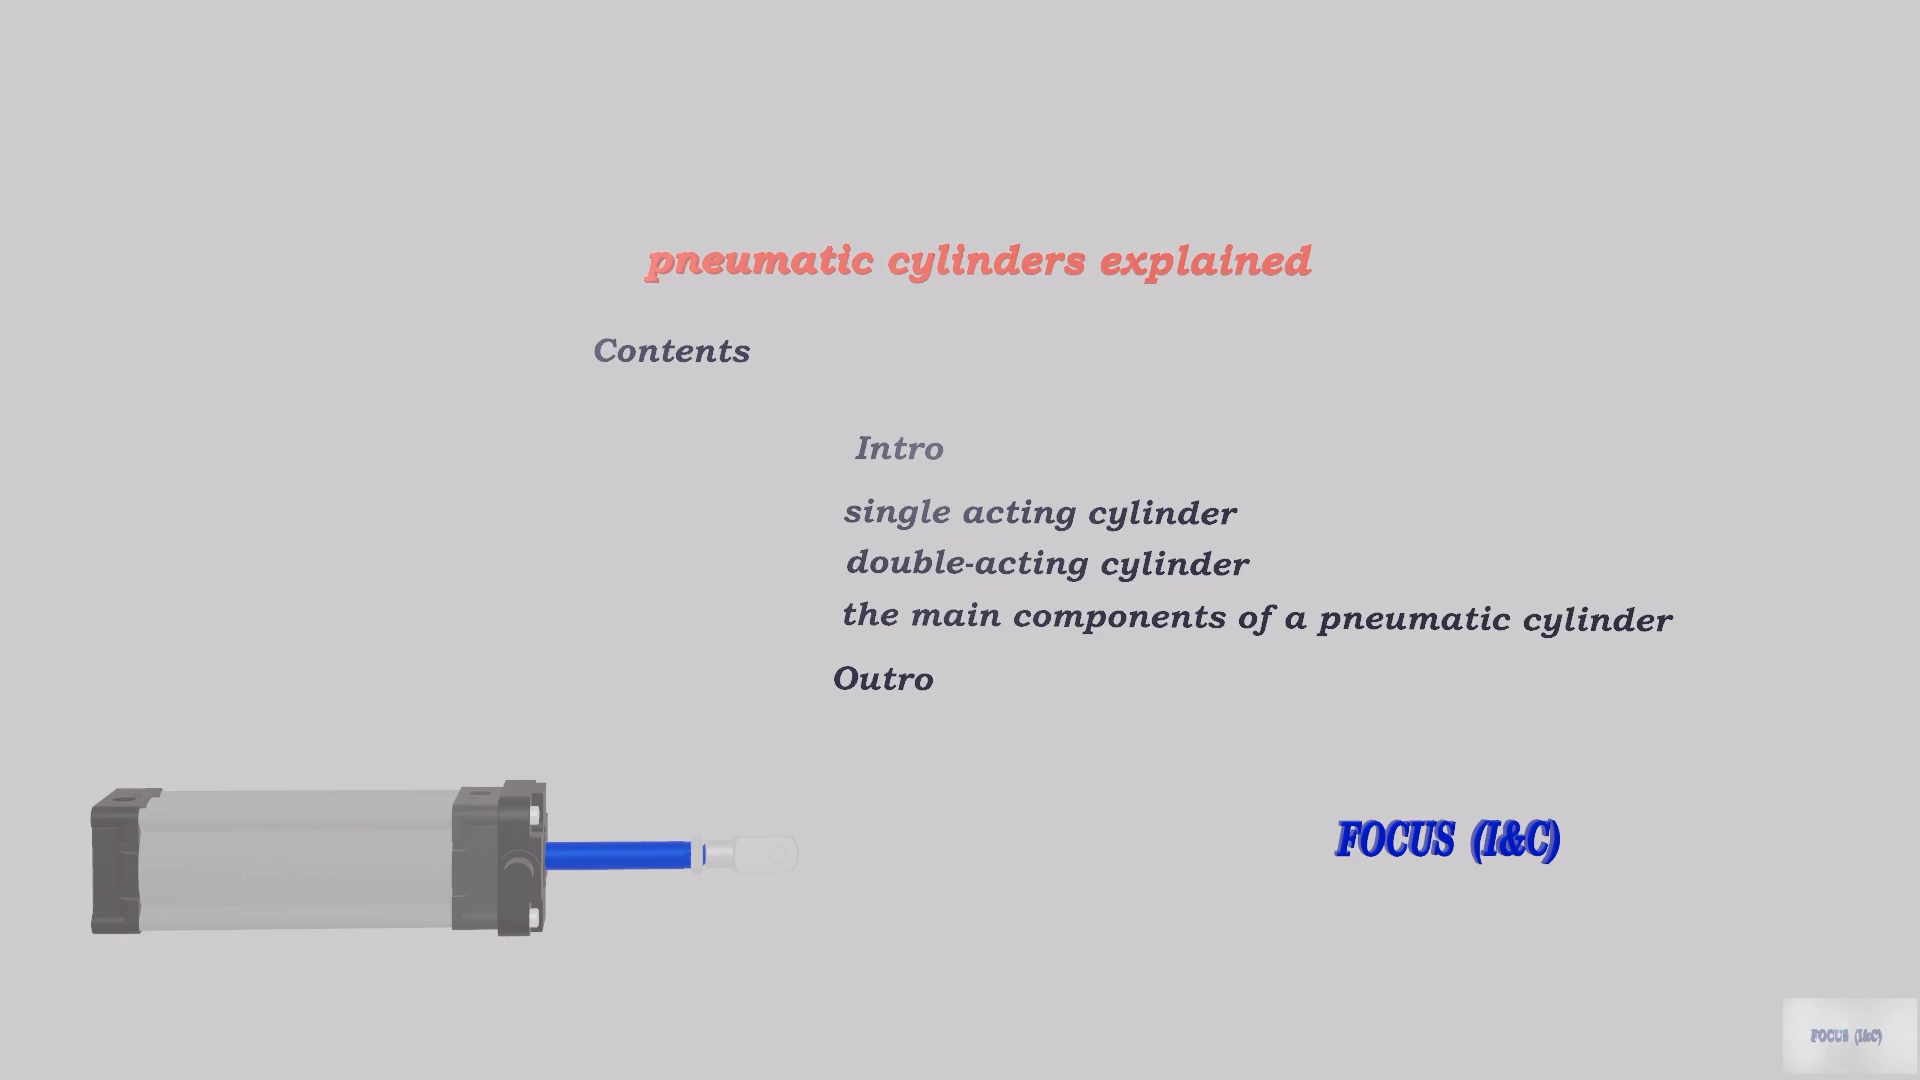 pneumatic cylinders explained
Contents
Intro
single acting cylinder
double-acting cylinder
the main components of a pneumatic cylinder
Outro
FOCUS (I&C)
FOCUS (I&C)